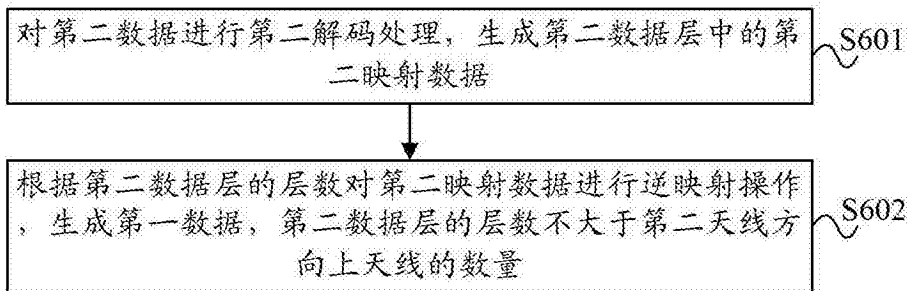 对第二数据进行第二解码处理，生成第二数据层中的第
二映射数据
S601
根据第二数据层的层数对第二映射数据进行逆映射操作
、生成第一数据，第二数据层的层数不大于第二天线方
向上天线的数量
S602